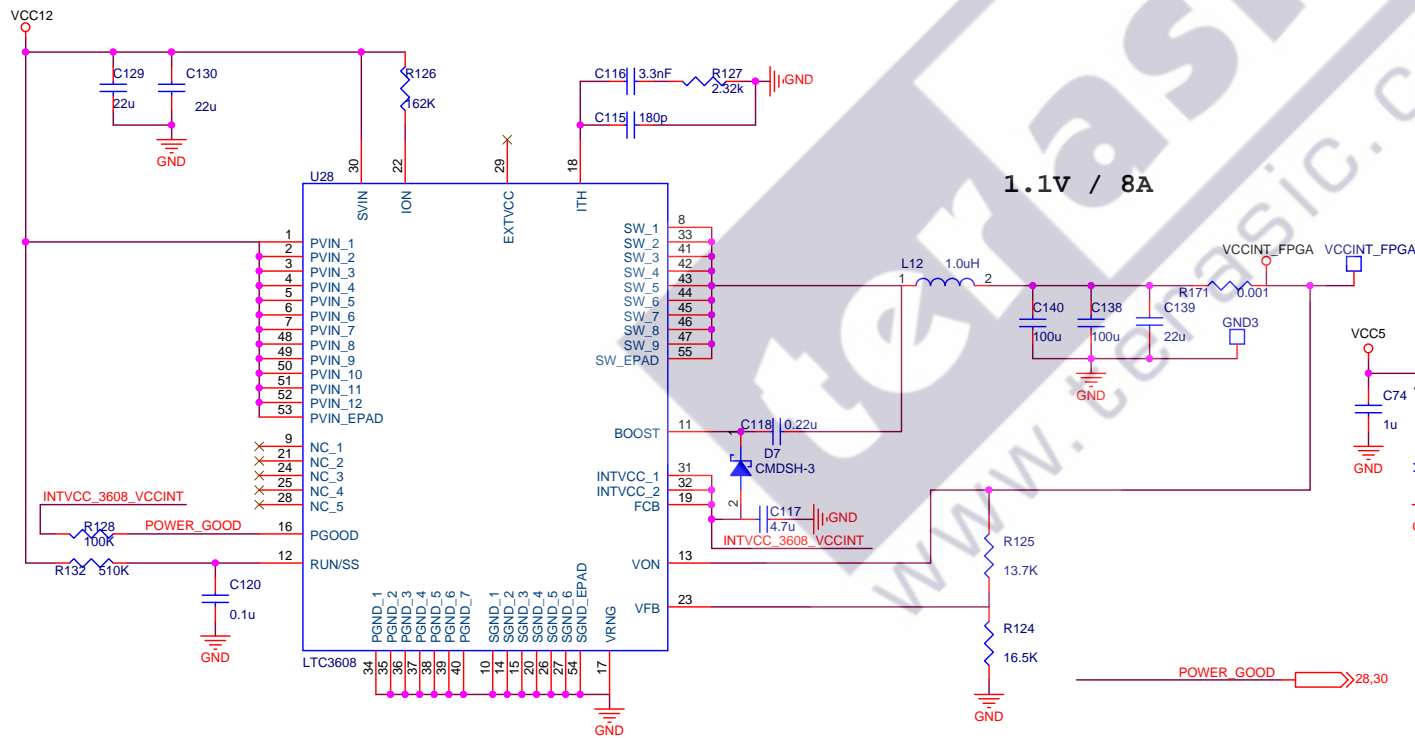 VCC12
C129
22u
C130
22u
R126
162K
C116
3.3nF
R127
2.32k
GND
C115
180p
GND
30
22
29
18
U28
SVIN
ION
EXTVCC
ITH
1.1V / 8A
1 PVIN_1
2 PVIN_2
3 PVIN_3
4 PVIN_4
5 PVIN_5
6 PVIN_6
7 PVIN_7
48 PVIN_8
49 PVIN_9
50 PVIN_10
51 PVIN_11
52 PVIN_12
53 PVIN_EPAD
9 NC_1
21 NC_2
24 NC_3
25 NC_4
28 NC_5
16 PGOOD
12 RUN/SS
SW_1 8
SW_2 33
SW_3 41
SW_4 42
SW_5 43
SW_6 44
SW_7 45
SW_8 46
SW_9 47
SW_EPAD 55
BOOST 11
INTVCC_1 31
INTVCC_2 32
FCB 19
VON 13
VFB 23
L12
1.0uH
1
2
VCCINT_FPGA
VCCINT_FPGA
R171
0.001
C140
100u
C138
100u
C139
22u
GND3
GND
VCC5
C74
1u
GND
C118
0.22u
1
D7
CMDSH-3
2
C117
4.7u
GND
INTVCC_3608_VCCINT
INTVCC_3608_VCCINT
R128
100K
POWER_GOOD
R132
510K
C120
0.1u
GND
R125
13.7K
R124
16.5K
GND
PGND_1
PGND_2
PGND_3
PGND_4
PGND_5
PGND_6
PGND_7
SGND_1
SGND_2
SGND_3
SGND_4
SGND_5
SGND_6
SGND_EPAD
VRNG
LTC3608
34
35
36
37
38
39
40
10
14
15
20
26
27
54
17
GND
POWER_GOOD
28,30
terasic
www.terasic.c